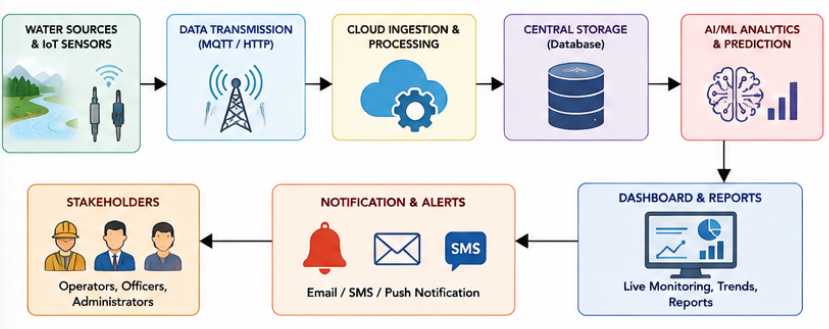 WATER SOURCES
& IoT SENSORS
DATA TRANSMISSION
(MQTT / HTTP)
CLOUD INGESTION &
PROCESSING
CENTRAL STORAGE
(Database)
AI/ML ANALYTICS
& PREDICTION
STAKEHOLDERS
Operators, Officers,
Administrators
NOTIFICATION & ALERTS
SMS
Email / SMS / Push Notification
DASHBOARD & REPORTS
Live Monitoring, Trends,
Reports